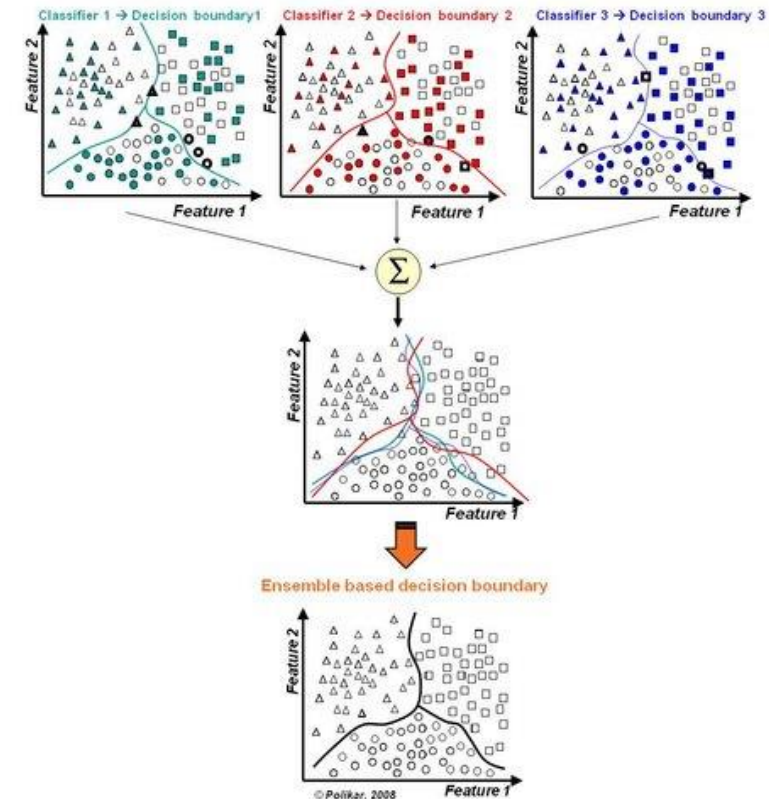 Classifier 1 → Decision boundary1
Classifier 2 → Decision boundary 2
Classifier 3 → Decision boundary 3
Feature 2
Feature 2
Feature 2
Feature 1
Feature 1
Feature 1
Σ
Feature 2
Feature 1
Ensemble based decision boundary
Feature 2
Feature 1
© Polikar, 2008